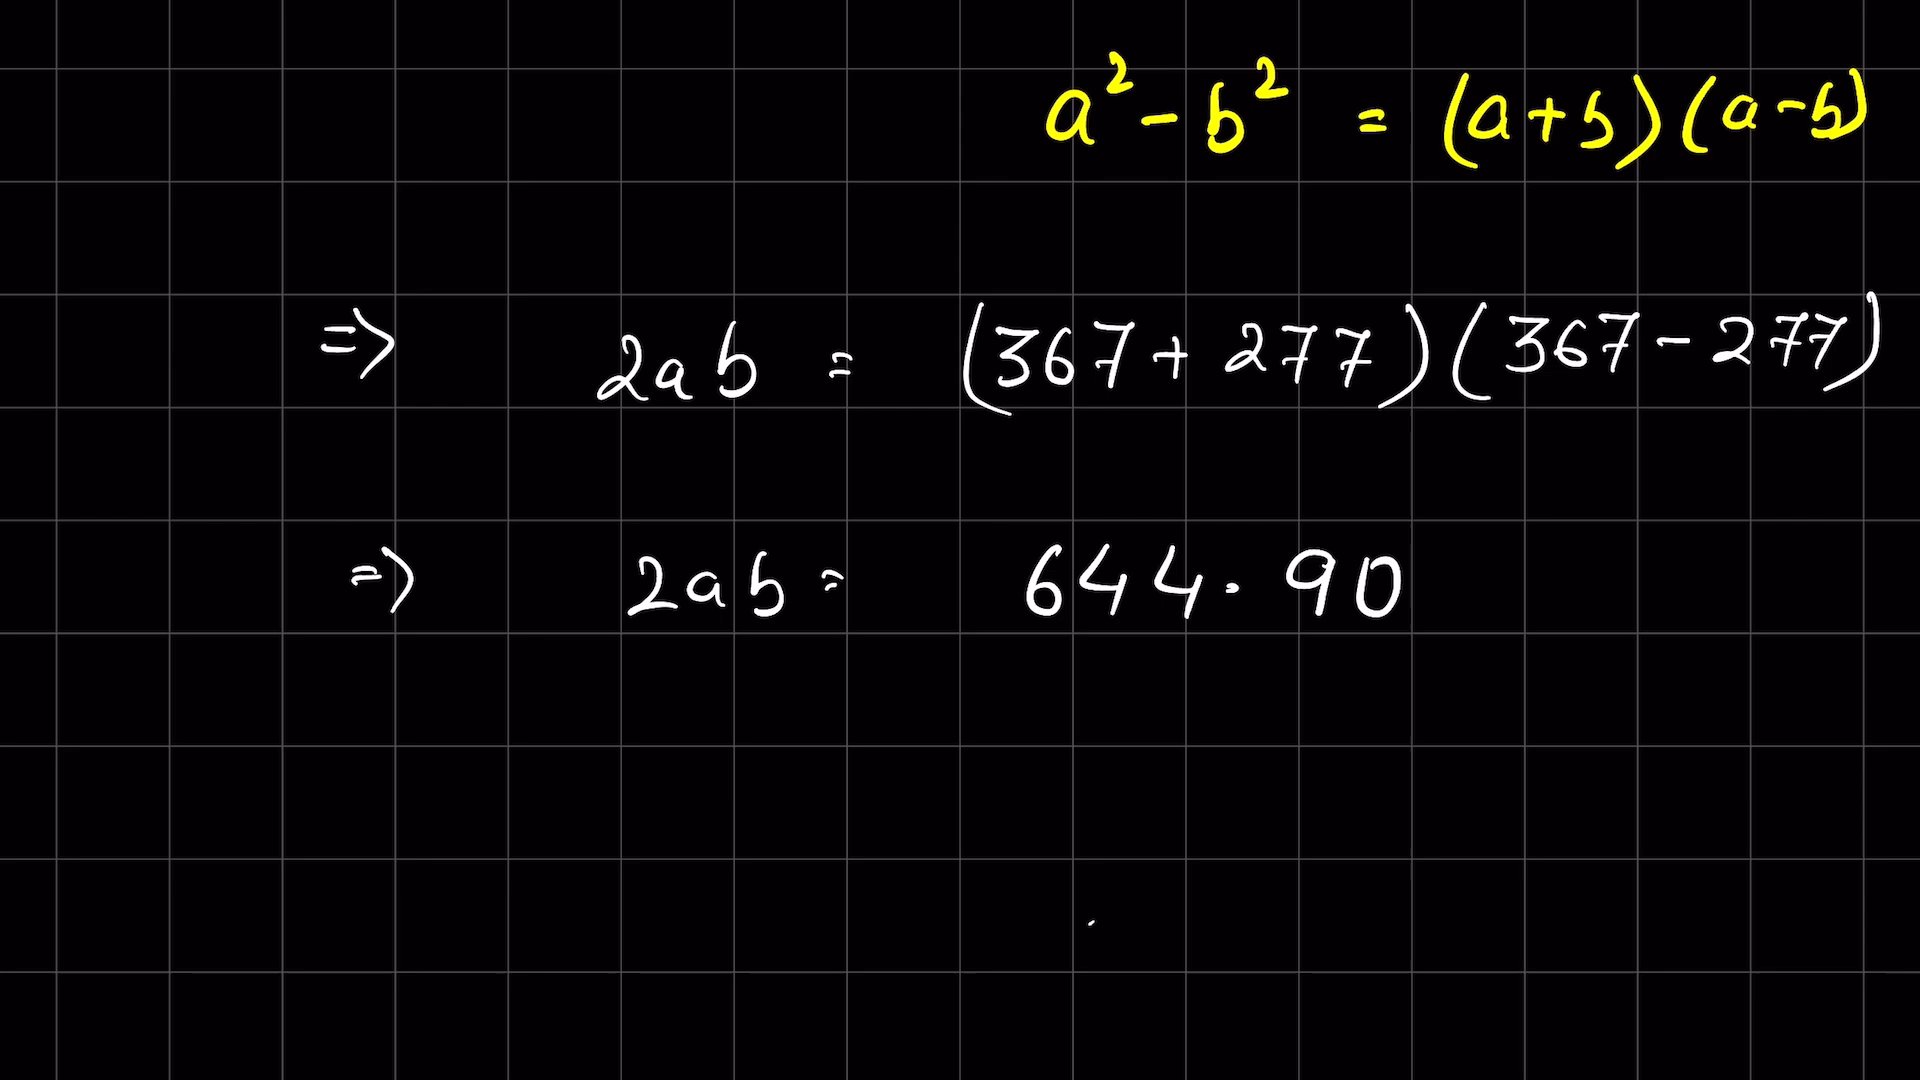 a² - b² = (a+b)(a-b)
=> 2ab = (367 + 277)(367 - 277)
=> 2ab = 644 · 90